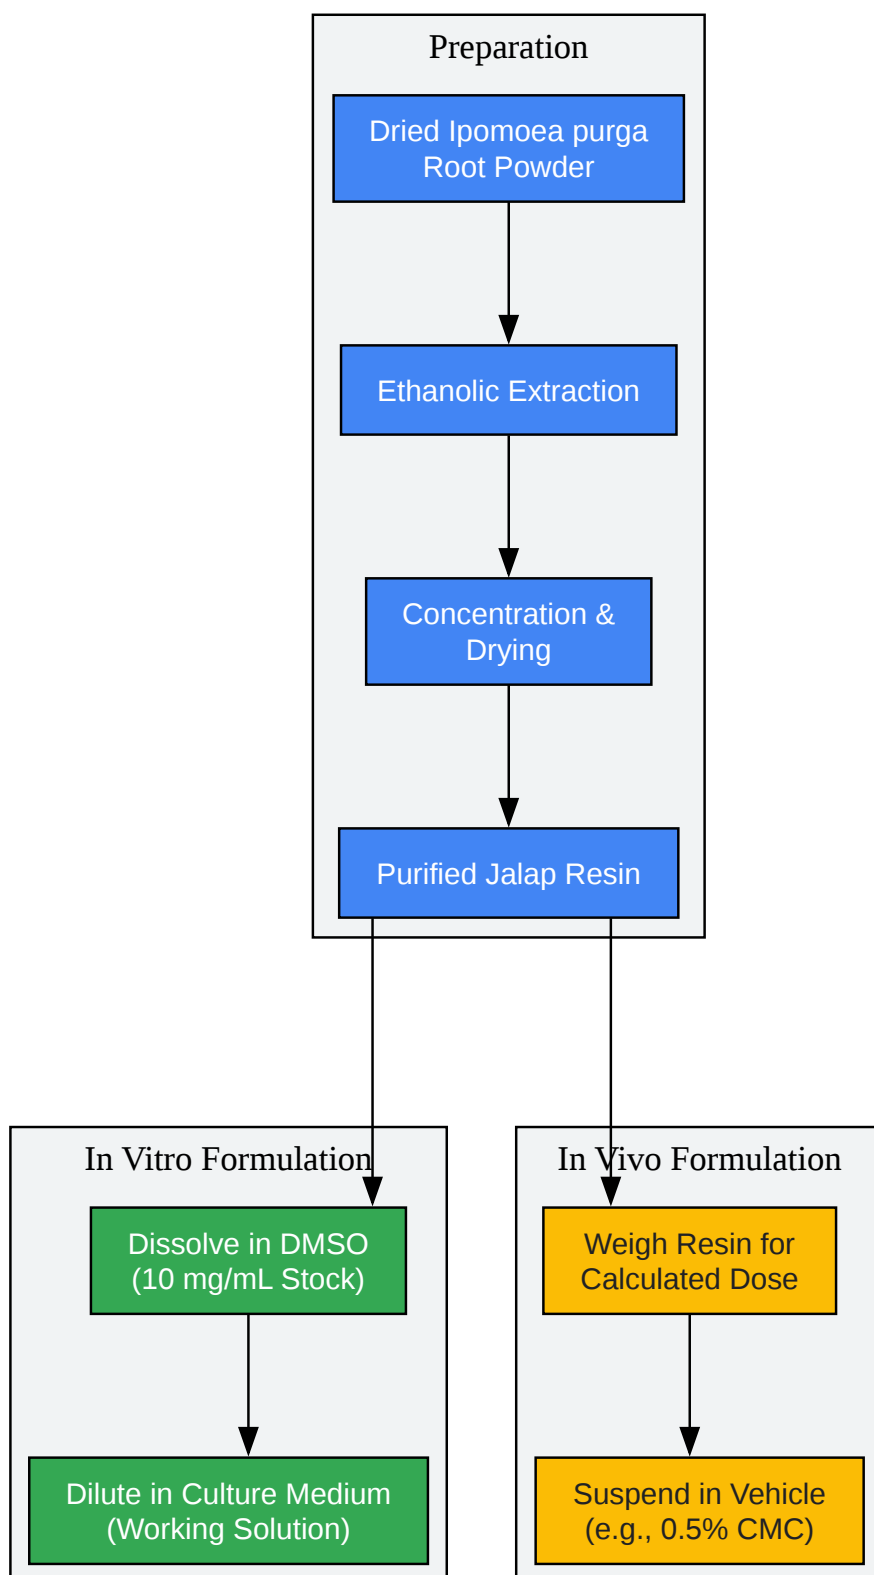 Preparation
Dried Ipomoea purga
Root Powder
Ethanolic Extraction
Concentration &
Drying
Purified Jalap Resin
In Vitro Formulation
Dissolve in DMSO
(10 mg/mL Stock)
Dilute in Culture Medium
(Working Solution)
In Vivo Formulation
Weigh Resin for
Calculated Dose
Suspend in Vehicle
(e.g., 0.5% CMC)